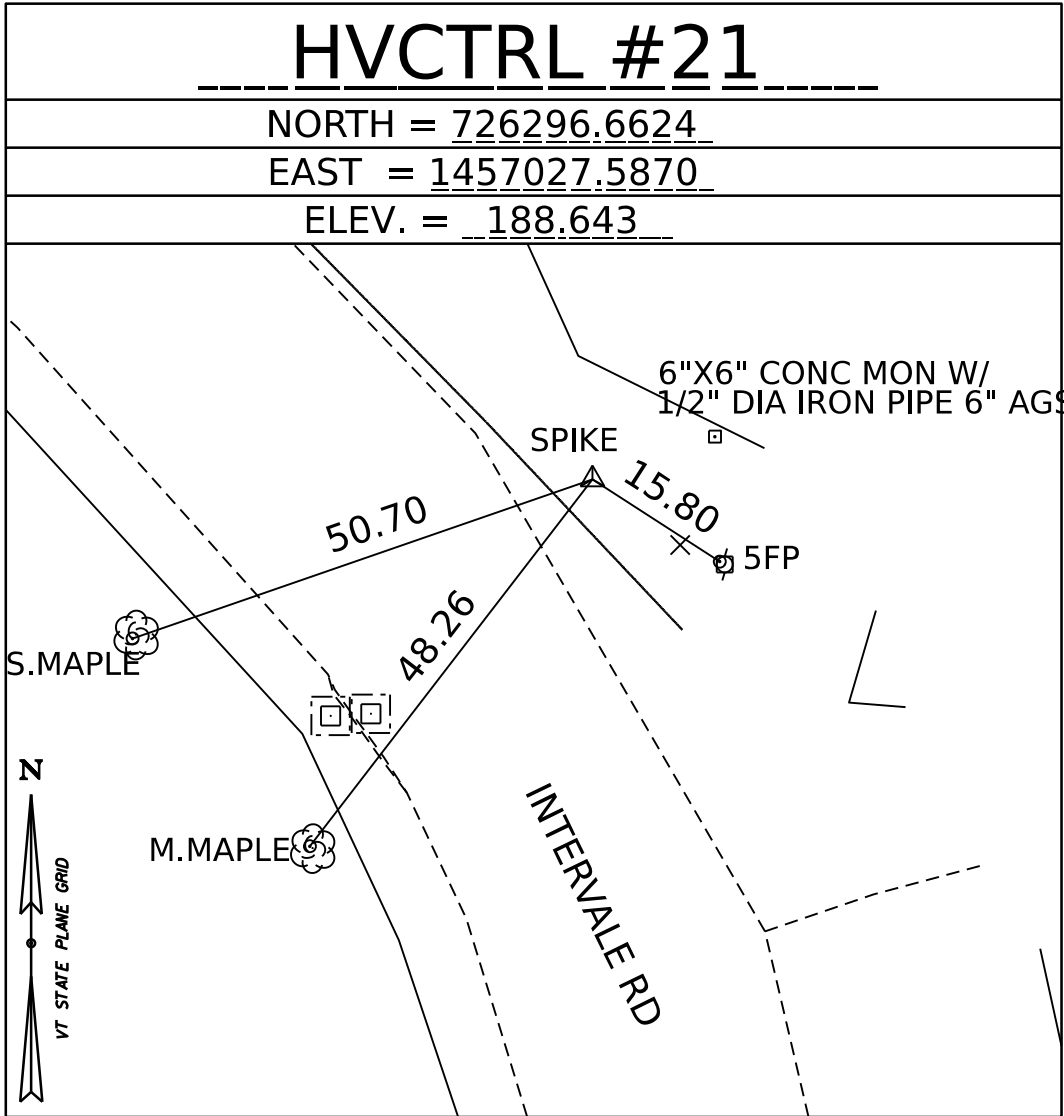 HVCTRL #21
NORTH = 726296.6624
EAST = 1457027.5870
ELEV. = 188.643
6"X6" CONC MON W/
1/2" DIA IRON PIPE 6" AGS
SPIKE
15.80
50.70
5FP
48.26
S.MAPLE
N
M.MAPLE
INTERVALE RD
VT STATE PLANE GRID